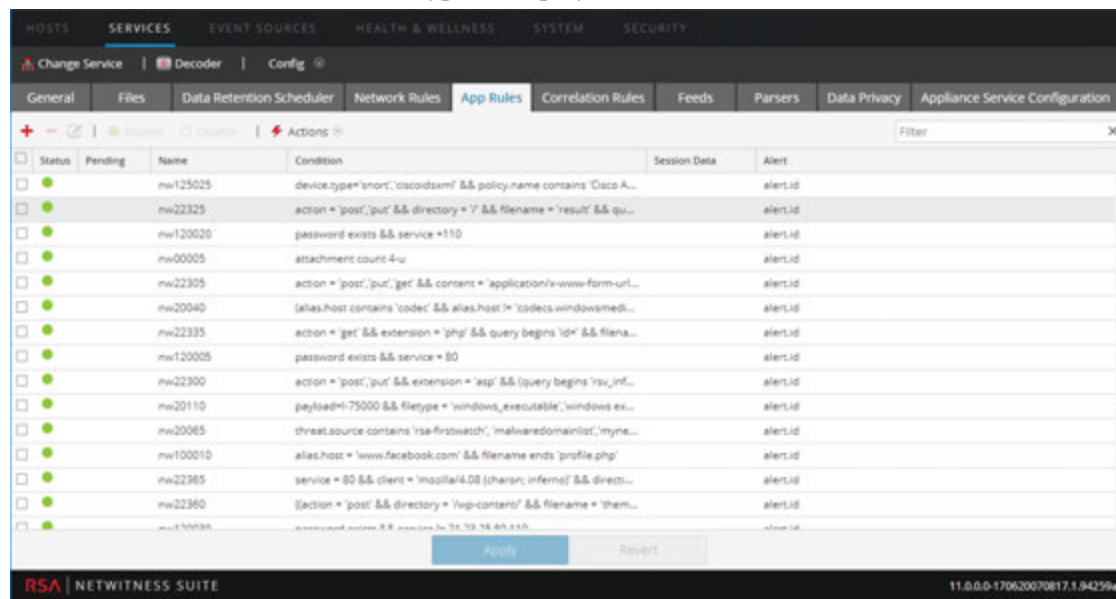 HOSTS SERVICES EVENT SOURCES HEALTH & WELLNESS SYSTEM SECURITY
Change Service | Decoder | Config
General Files Data Retention Scheduler Network Rules App Rules Correlation Rules Feeds Parsers Data Privacy Appliance Service Configuration
Enable Disable | Actions Filter X
Status Pending Name Condition Session Data Alert
nw125025 device.type='snort','ciscoidsxml' && policy.name contains 'Cisco A... alert.id
nw22325 action = 'post','put' && directory = '/' && filename = 'result' && qu... alert.id
nw120020 password exists && service =110 alert.id
nw00005 attachment count 4-u alert.id
nw22305 action = 'post','put','get' && content = 'application/x-www-form-url... alert.id
nw20040 (alias.host contains 'codec' && alias.host != 'codecs.windowsmedi... alert.id
nw22335 action = 'get' && extension = 'php' && query begins 'id=' && filena... alert.id
nw120005 password exists && service = 80 alert.id
nw22300 action = 'post','put' && extension = 'asp' && (query begins 'rsv_inf... alert.id
nw20110 payload=l-75000 && filetype = 'windows_executable','windows ex... alert.id
nw20065 threat.source contains 'rsa-firstwatch', 'malwaredomainlist','myne... alert.id
nw100010 alias.host = 'www.facebook.com' && filename ends 'profile.php' alert.id
nw22365 service = 80 && client = 'mozilla/4.08 (charon; inferno)' && directi... alert.id
nw22360 ((action = 'post' && directory = '/wp-content/' && filename = 'them... alert.id
Apply Revert
RSA | NETWITNESS SUITE 11.0.0.0-170620070817.1.94259